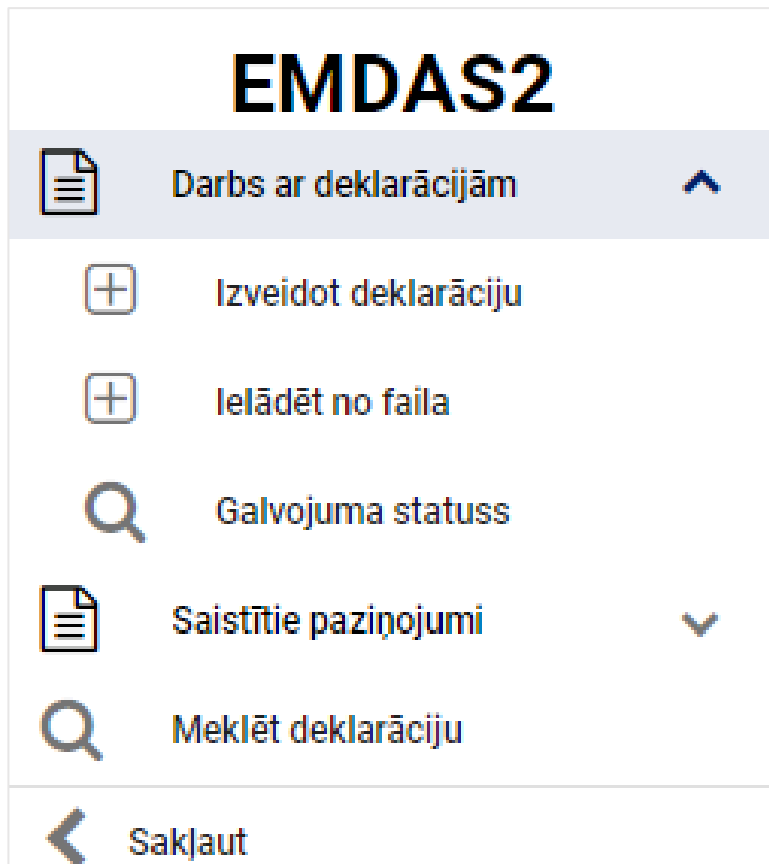 EMDAS2
Darbs ar deklarācijām
Izveidot deklarāciju
Ielādēt no faila
Galvojuma statuss
Saistītie paziņojumi
Meklēt deklarāciju
Sakļaut